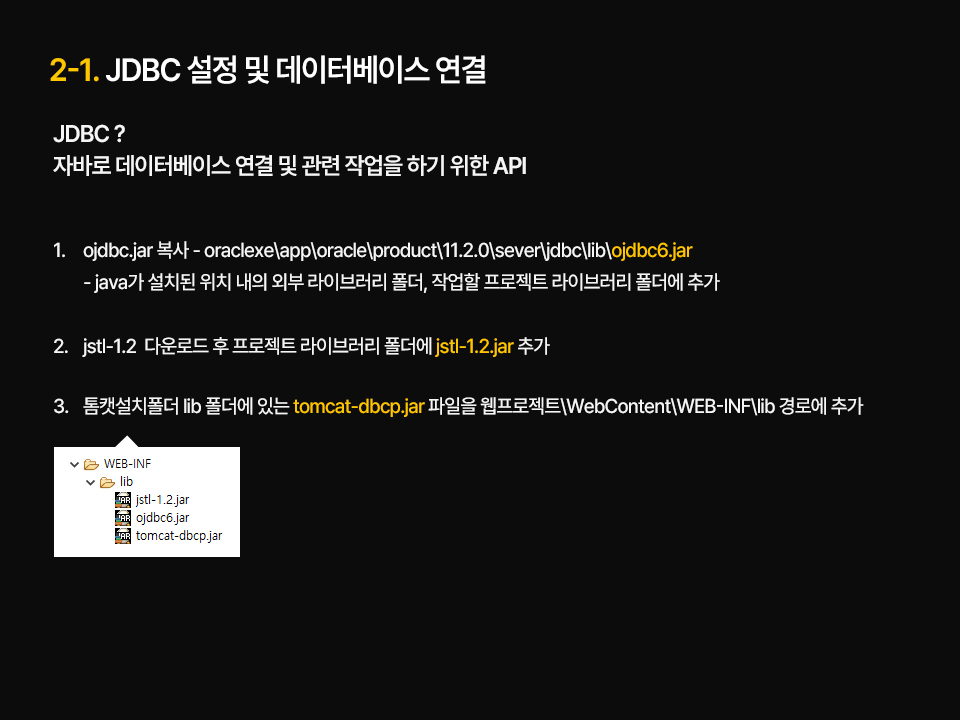 2-1. JDBC 설정 및 데이터베이스 연결
JDBC ?
자바로 데이터베이스 연결 및 관련 작업을 하기 위한 API
1. ojdbc.jar 복사 - oraclexe\app\oracle\product\11.2.0\sever\jdbc\lib\ojdbc6.jar
- java가 설치된 위치 내의 외부 라이브러리 폴더, 작업할 프로젝트 라이브러리 폴더에 추가
2. jstl-1.2 다운로드 후 프로젝트 라이브러리 폴더에 jstl-1.2.jar 추가
3. 톰캣설치폴더 lib 폴더에 있는 tomcat-dbcp.jar 파일을 웹프로젝트\WebContent\WEB-INF\lib 경로에 추가
WEB-INF
lib
jstl-1.2.jar
ojdbc6.jar
tomcat-dbcp.jar